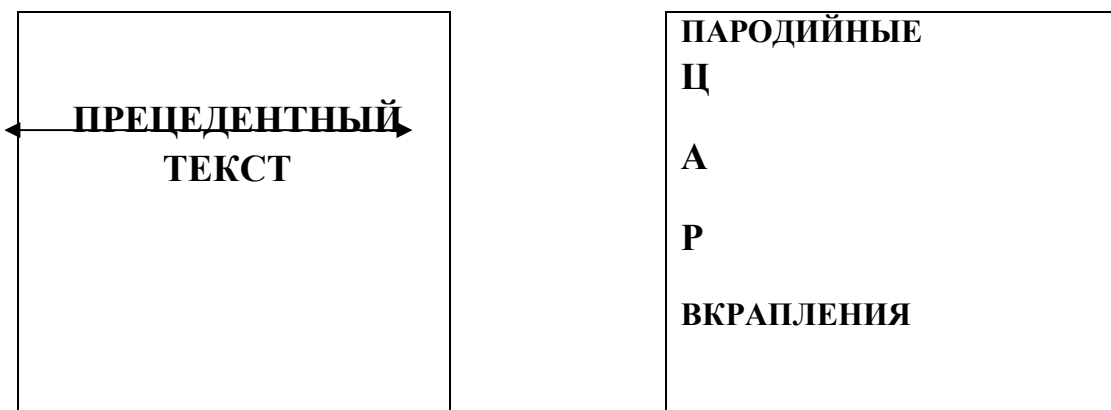 ПРЕЦЕДЕНТНЫЙ
ТЕКСТ
ПАРОДИЙНЫЕ
Ц
А
Р
ВКРАПЛЕНИЯ